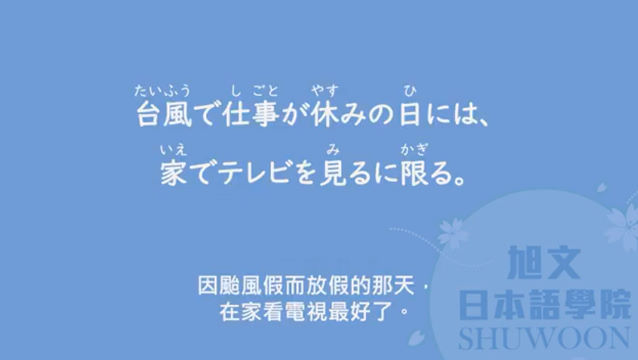 たいふう しごと やす ひ
台風で仕事が休みの日には、
いえ み かぎ
家でテレビを見るに限る。
因颱風假而放假的那天，
在家看電視最好了。
旭文
日本語學院
SHUWOON